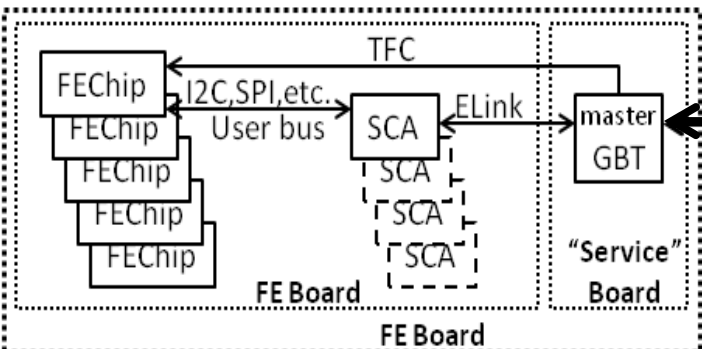 TFC
FEChip
I2C,SPI,etc.
ELink
master
FEChip
User bus
SCA
GBT
FEChip
SCA
FEChip
SCA
FEChip
SCA
“Service”
FE Board
Board
FE Board